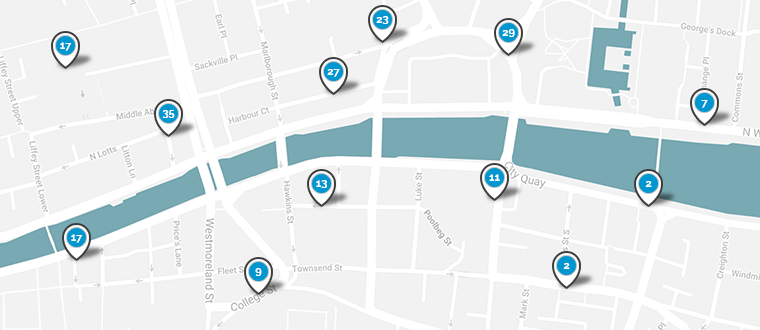 23
George's Dock
29
17
Earl Pl
Sackville Pl
Marlborough St
27
Liffey Street Upper
35
Middle Ab
Harbour Ct
7
Commons St
N W
N Lotts
Litton Ln
Liffey Street Lower
Hawkins St
13
Luke St
11
City Quay
2
Price's Lane
Westmoreland St
Poolbeg St
17
Creighton St
9
Fleet S
Townsend St
2
Windmi
College St
Mark St